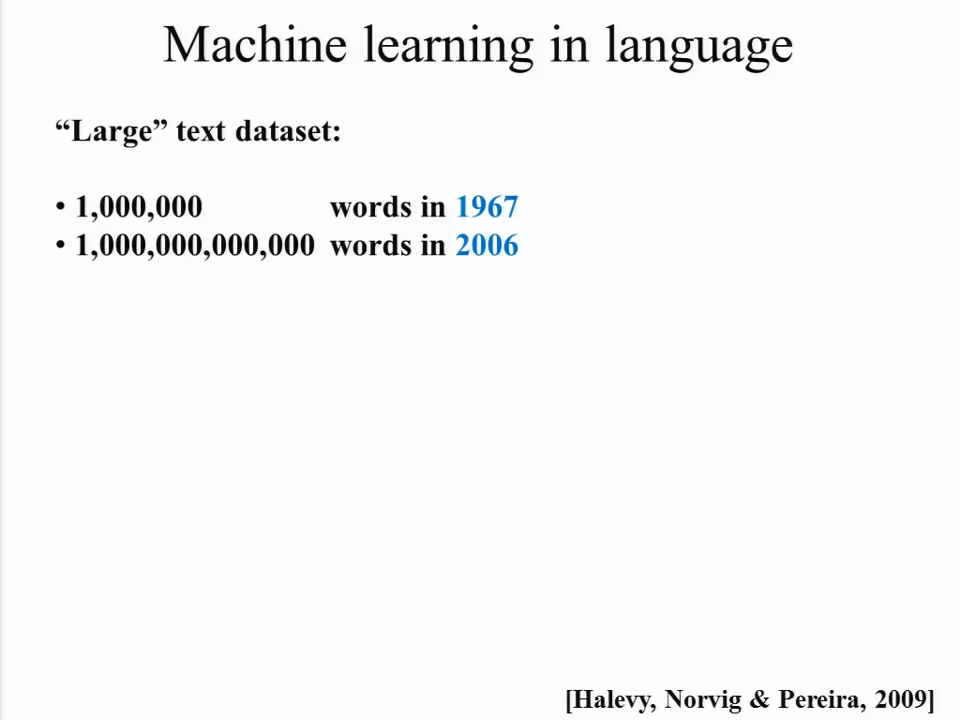 Machine learning in language
“Large” text dataset:
• 1,000,000 words in 1967
• 1,000,000,000,000 words in 2006
[Halevy, Norvig & Pereira, 2009]